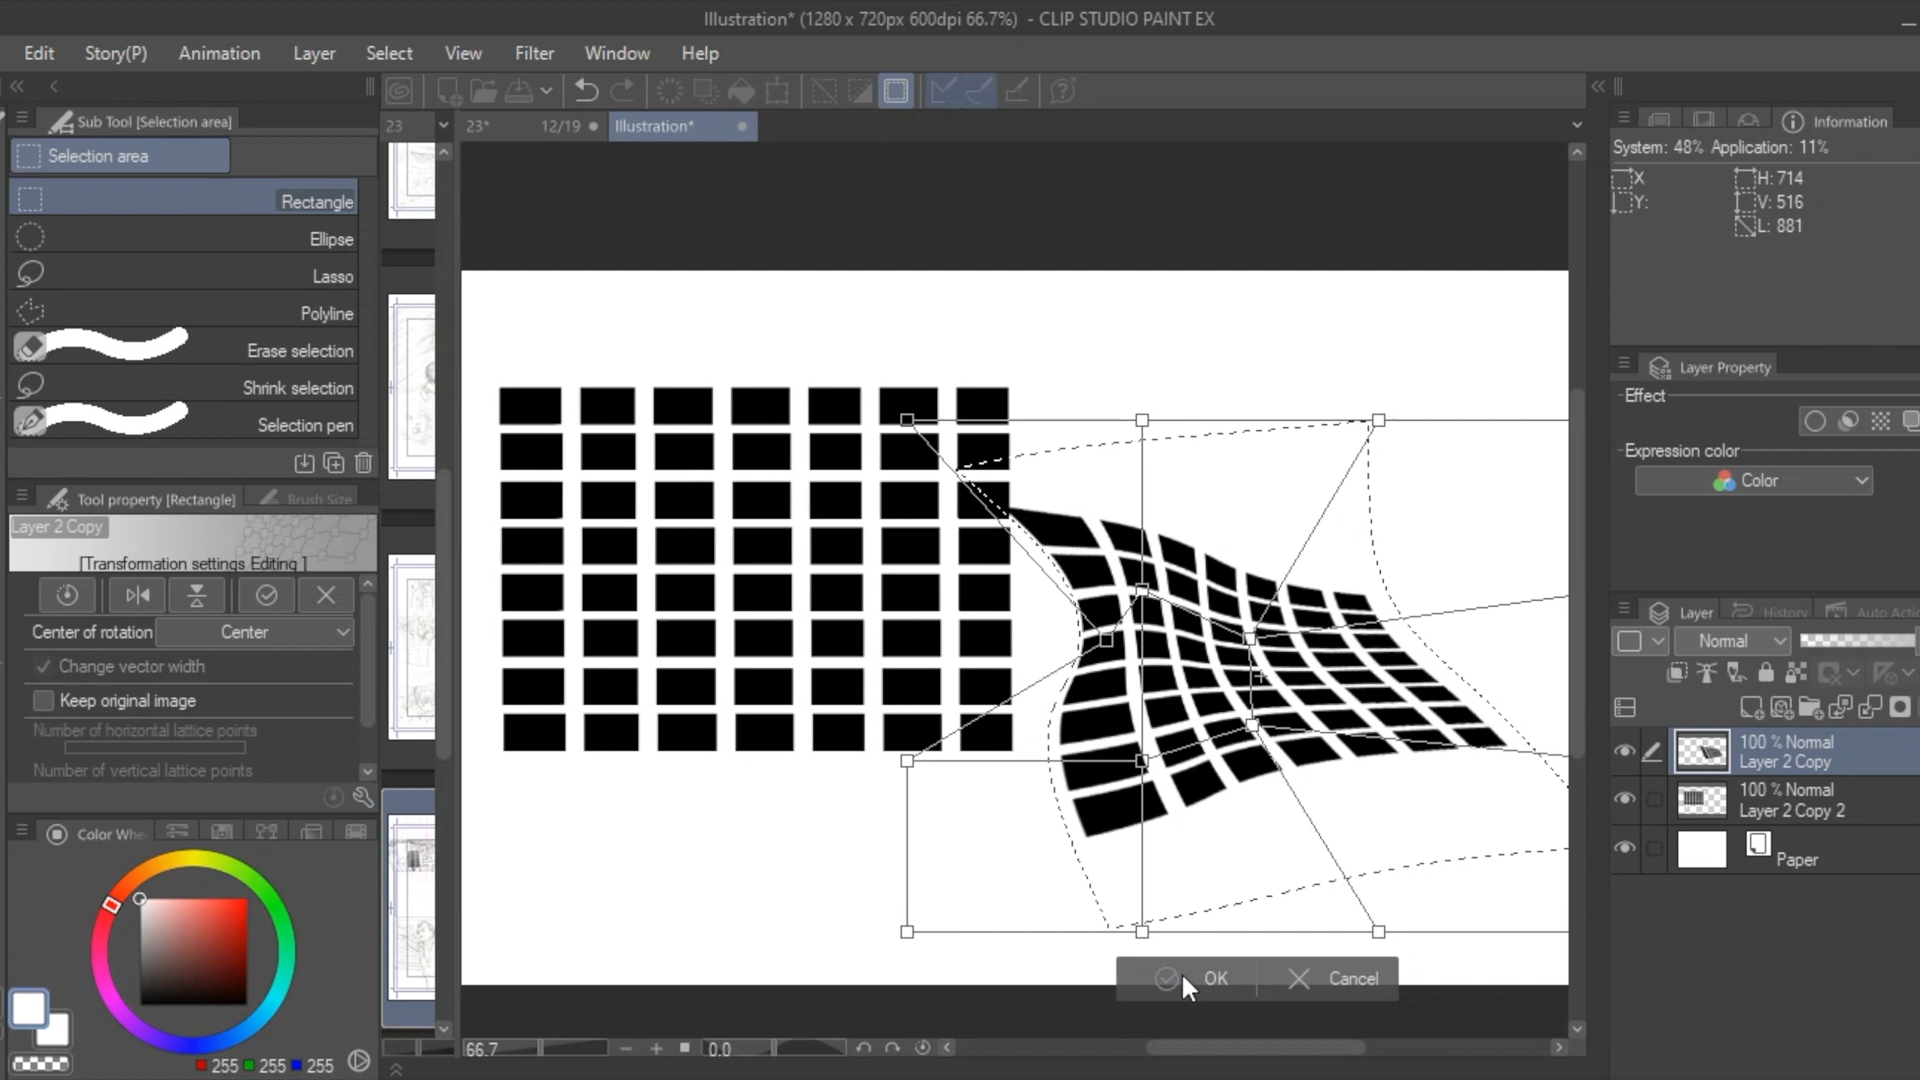 Illustration* (1280 x 720px 600dpi 66.7%) - CLIP STUDIO PAINT EX
Edit Story(P) Animation Layer Select View Filter Window Help
Sub Tool [Selection area]
Selection area
Rectangle
Ellipse
Lasso
Polyline
Erase selection
Shrink selection
Selection pen
Tool property [Rectangle] Brush Size
Layer 2 Copy
[Transformation settings Editing ]
Center of rotation Center
Change vector width
Keep original image
Number of horizontal lattice points
Number of vertical lattice points
Color Whe
255 255 255
23 23* 12/19 Illustration*
OK Cancel
66.7 0.0
Information
System: 48% Application: 11%
X H: 714
Y: V: 516
L: 881
Layer Property
Effect
Expression color
Color
Layer History Auto Actio
Normal
100 % Normal
Layer 2 Copy
100 % Normal
Layer 2 Copy 2
Paper